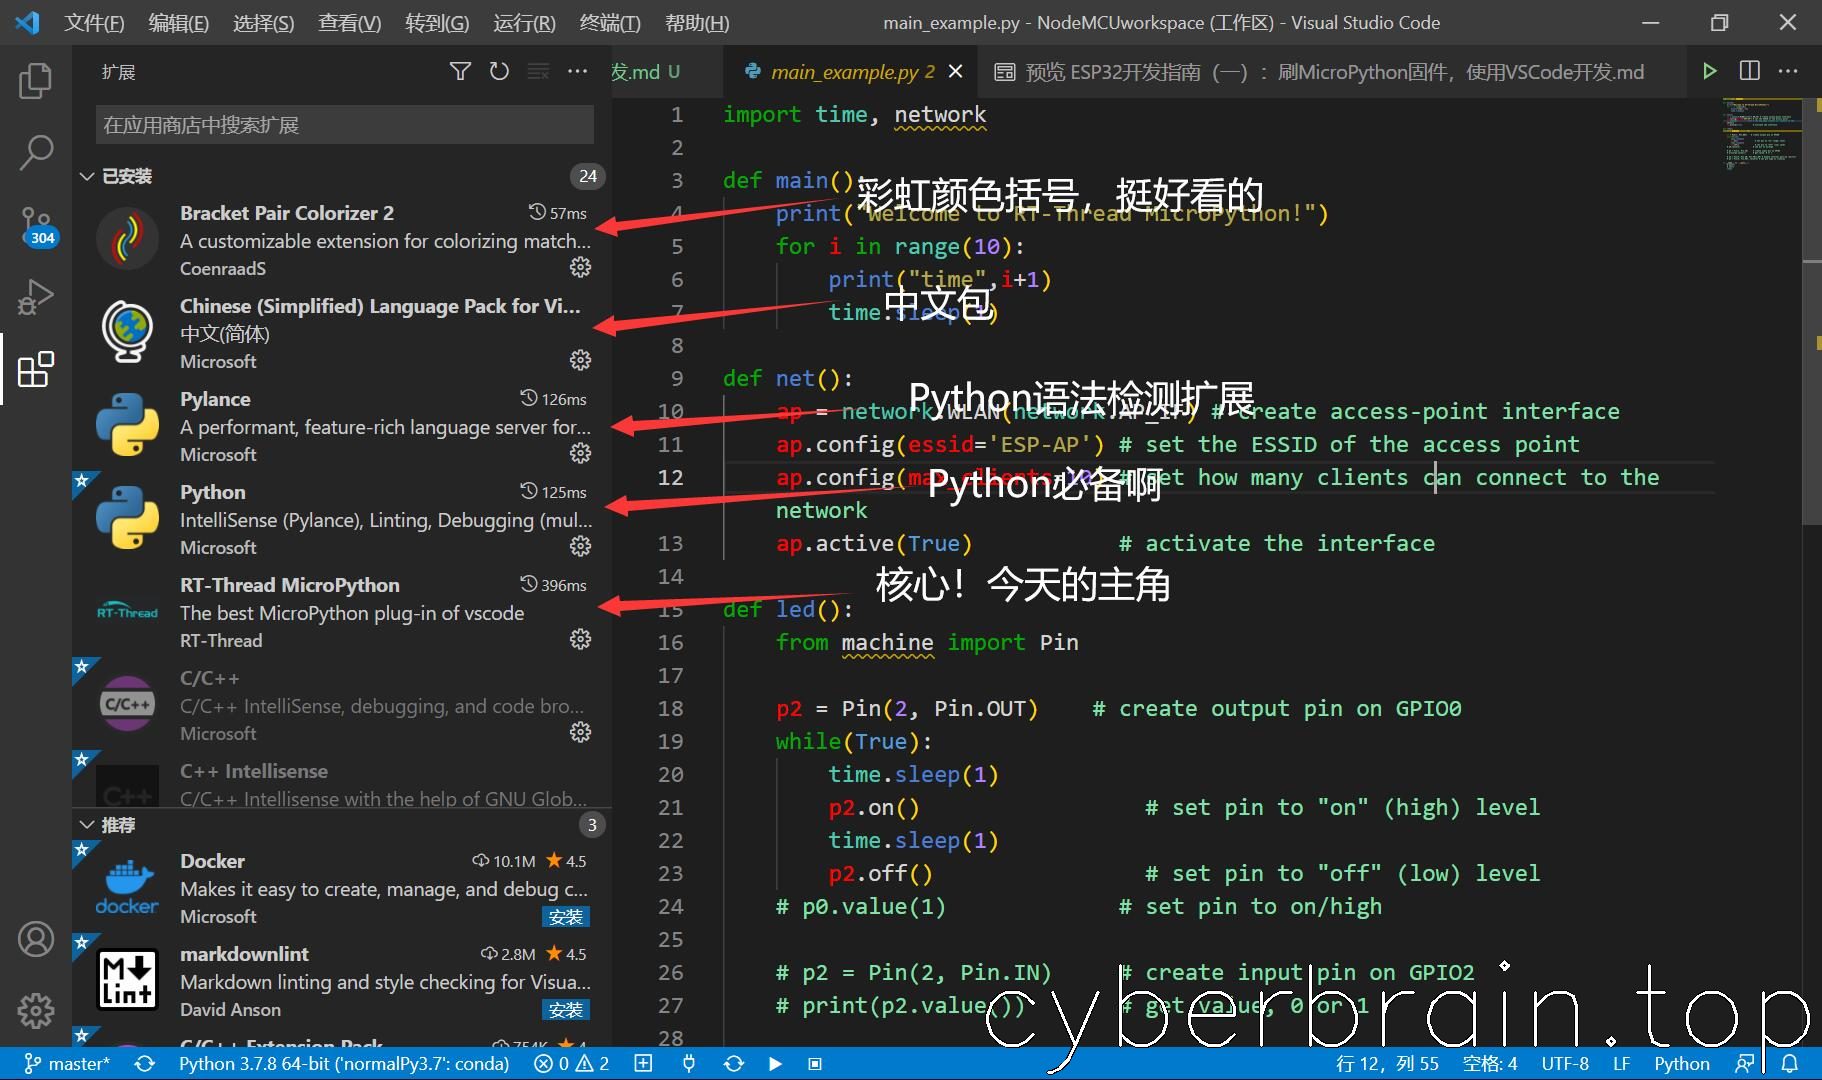 文件(F) 编辑(E) 选择(S) 查看(V) 转到(G) 运行(R) 终端(T) 帮助(H) main_example.py - NodeMCUworkspace (工作区) - Visual Studio Code
扩展
发.md U
main_example.py 2
预览 ESP32开发指南（一）：刷MicroPython固件，使用VSCode开发.md
在应用商店中搜索扩展
已安装 24
304
Bracket Pair Colorizer 2 57ms
A customizable extension for colorizing match...
CoenraadS
Chinese (Simplified) Language Pack for Vi...
中文(简体)
Microsoft
Pylance 126ms
A performant, feature-rich language server for...
Microsoft
Python 125ms
IntelliSense (Pylance), Linting, Debugging (mul...
Microsoft
RT-Thread MicroPython 396ms
RT-Thread
The best MicroPython plug-in of vscode
RT-Thread
C/C++
C/C++
C/C++ IntelliSense, debugging, and code bro...
Microsoft
C++ Intellisense
C++
C/C++ Intellisense with the help of GNU Glob...
推荐 3
Docker 10.1M 4.5
Makes it easy to create, manage, and debug c...
docker
Microsoft 安装
markdownlint 2.8M 4.5
M Lint
Markdown linting and style checking for Visua...
David Anson 安装
C/C++ Extension Pack 754K 4
1 import time, network
2
3 def main():
彩虹颜色括号，挺好看的
4 print("Welcome to RT-Thread MicroPython!")
5 for i in range(10):
6 print("time",i+1)
中文包
7 time.sleep(1)
8
9 def net():
Python语法检测扩展
10 ap = network.WLAN(network.AP_IF) # create access-point interface
11 ap.config(essid='ESP-AP') # set the ESSID of the access point
12 ap.config(max_clients=10) # set how many clients can connect to the
Python必备啊
network
13 ap.active(True) # activate the interface
14
核心！今天的主角
15 def led():
16 from machine import Pin
17
18 p2 = Pin(2, Pin.OUT) # create output pin on GPIO0
19 while(True):
20 time.sleep(1)
21 p2.on() # set pin to "on" (high) level
22 time.sleep(1)
23 p2.off() # set pin to "off" (low) level
24 # p0.value(1) # set pin to on/high
25
26 # p2 = Pin(2, Pin.IN) # create input pin on GPIO2
27 # print(p2.value()) # get value, 0 or 1
28
cyberbrain.top
master* Python 3.7.8 64-bit ('normalPy3.7': conda) 0 2 行 12，列 55 空格: 4 UTF-8 LF Python